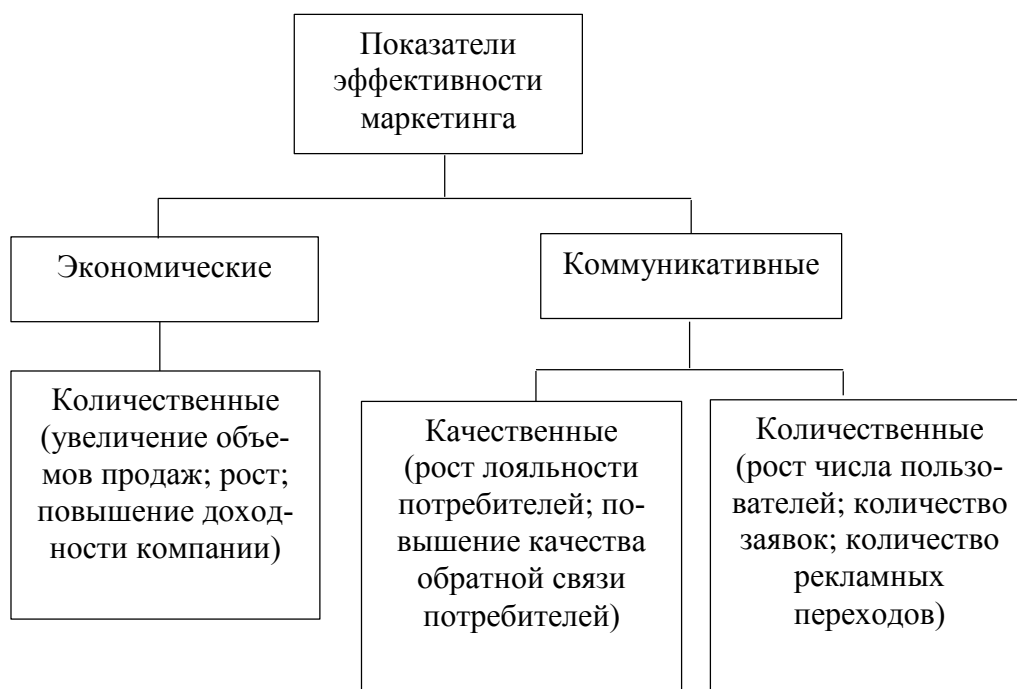 Показатели
эффективности
маркетинга
Экономические
Коммуникативные
Количественные
(увеличение объе-
мов продаж; рост;
повышение доход-
ности компании)
Качественные
(рост лояльности
потребителей; по-
вышение качества
обратной связи
потребителей)
Количественные
(рост числа пользо-
вателей; количество
заявок; количество
рекламных
переходов)